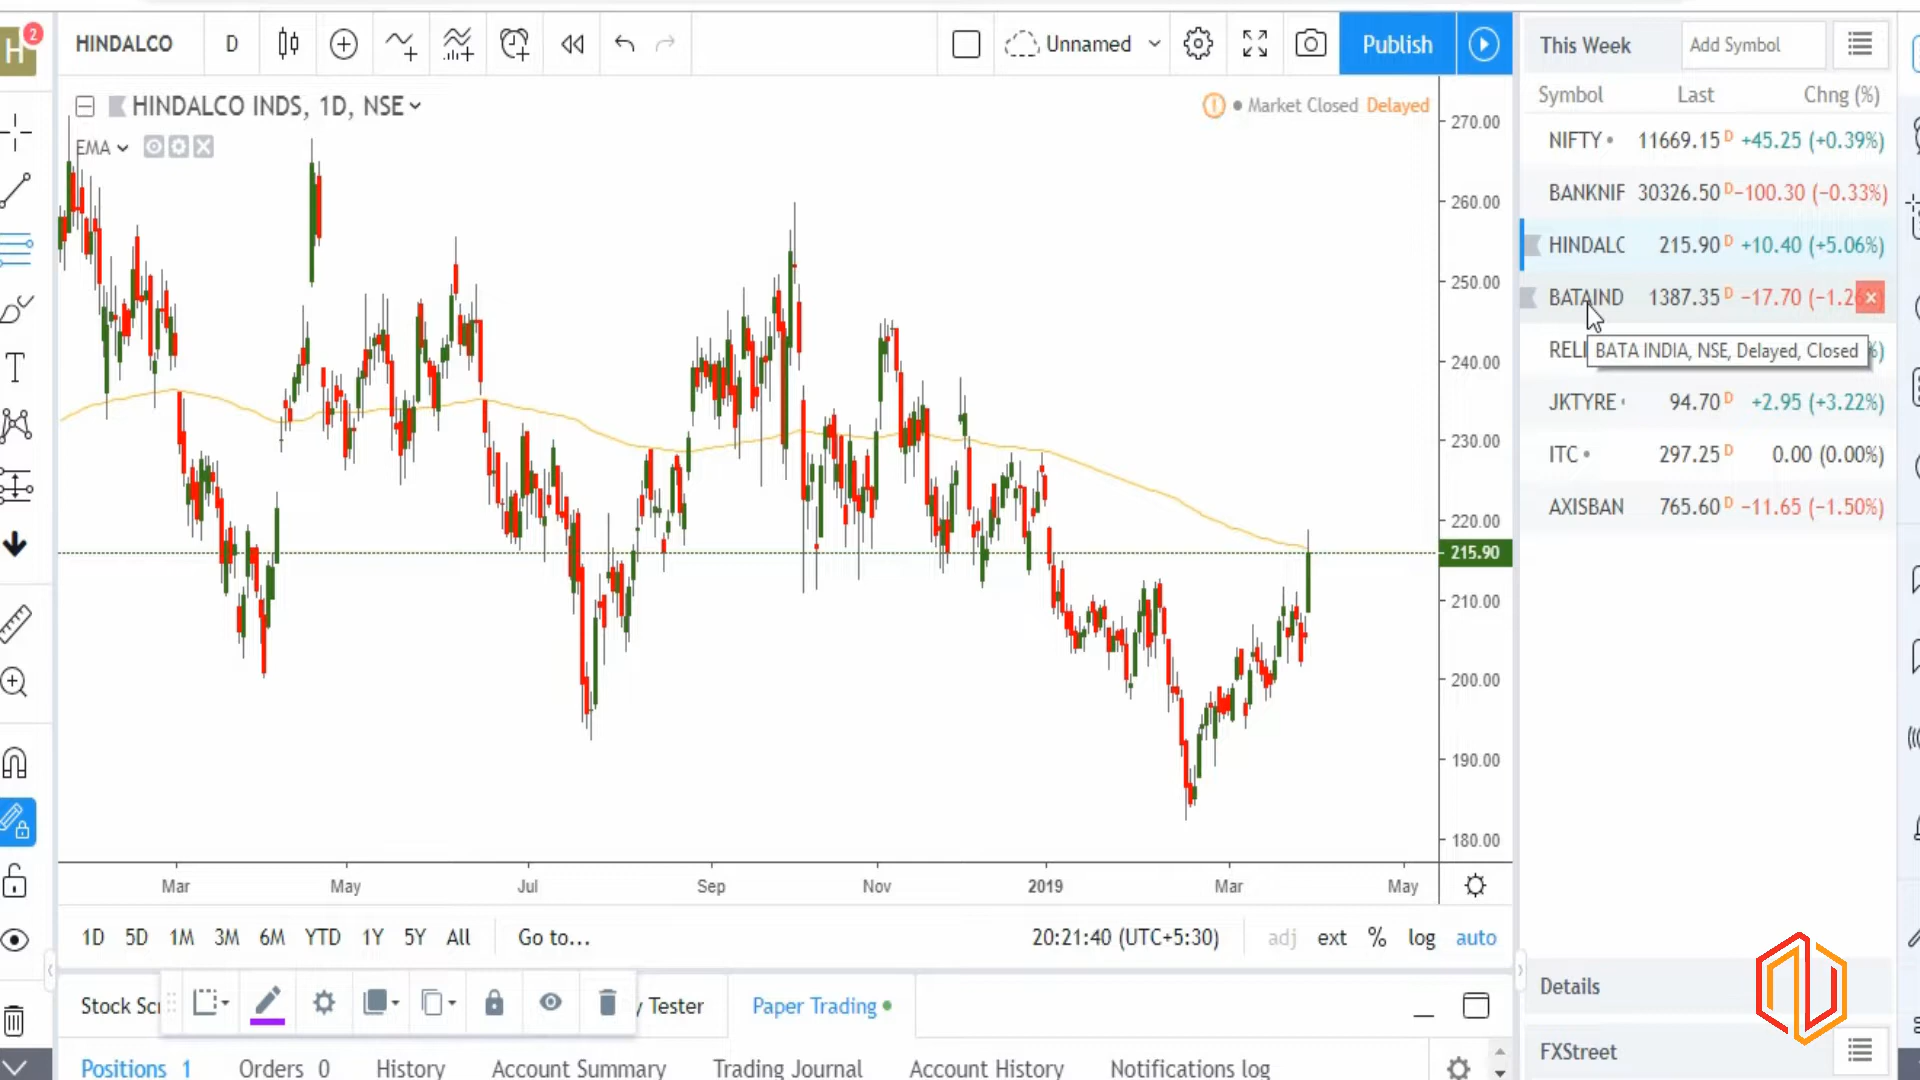 H 2
HINDALCO D Unnamed Publish
HINDALCO INDS, 1D, NSE
Market Closed Delayed
EMA
270.00
260.00
250.00
240.00
230.00
220.00
215.90
210.00
200.00
190.00
180.00
Mar May Jul Sep Nov 2019 Mar May
1D 5D 1M 3M 6M YTD 1Y 5Y All Go to... 20:21:40 (UTC+5:30) adj ext % log auto
Stock Sc y Tester Paper Trading
Positions 1 Orders 0 History Account Summary Trading Journal Account History Notifications log
This Week Add Symbol
Symbol Last Chng (%)
NIFTY 11669.15 D +45.25 (+0.39%)
BANKNIF 30326.50 D −100.30 (−0.33%)
HINDALC 215.90 D +10.40 (+5.06%)
BATAIND 1387.35 D −17.70 (−1.26
RELI %)
BATA INDIA, NSE, Delayed, Closed
JKTYRE 94.70 D +2.95 (+3.22%)
ITC 297.25 D 0.00 (0.00%)
AXISBAN 765.60 D −11.65 (−1.50%)
Details
FXStreet